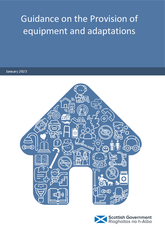 Guidance on the Provision of
equipment and adaptations
January 2023
Scottish Government
Riaghaltas na h-Alba